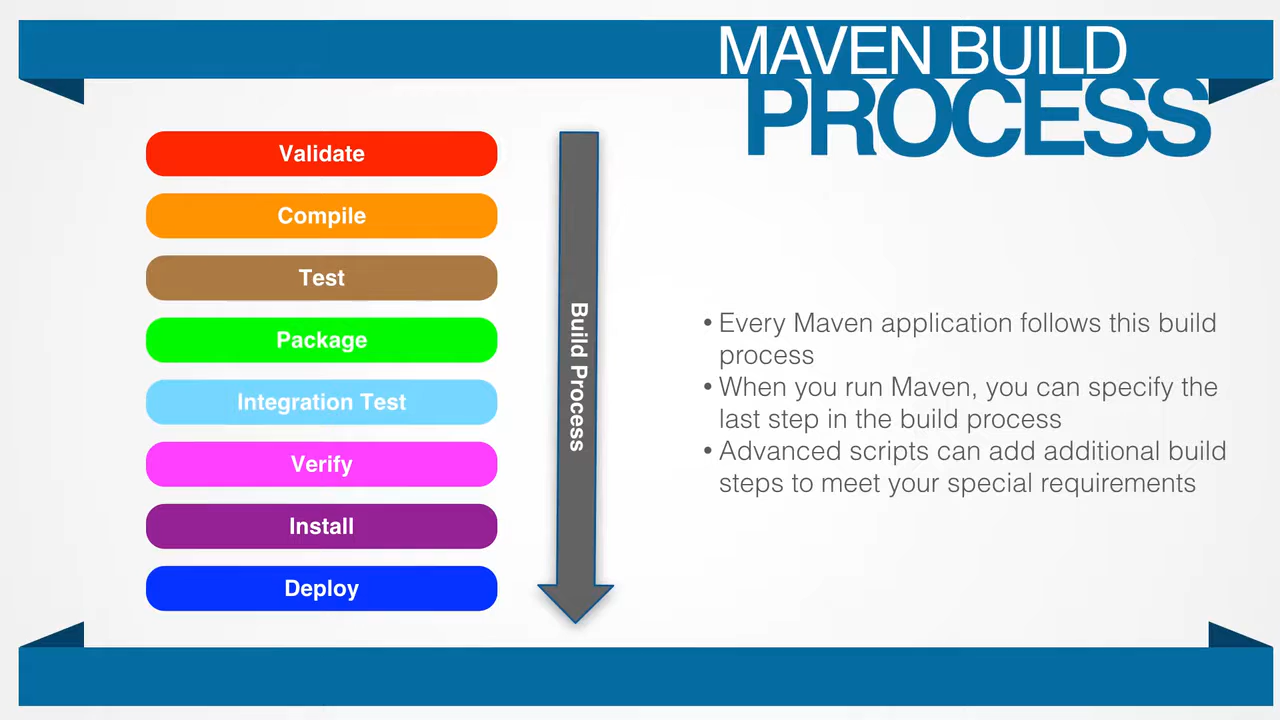 MAVEN BUILD
PROCESS
Validate
Compile
Test
Package
Integration Test
Verify
Install
Deploy
Build Process
• Every Maven application follows this build
process
• When you run Maven, you can specify the
last step in the build process
• Advanced scripts can add additional build
steps to meet your special requirements